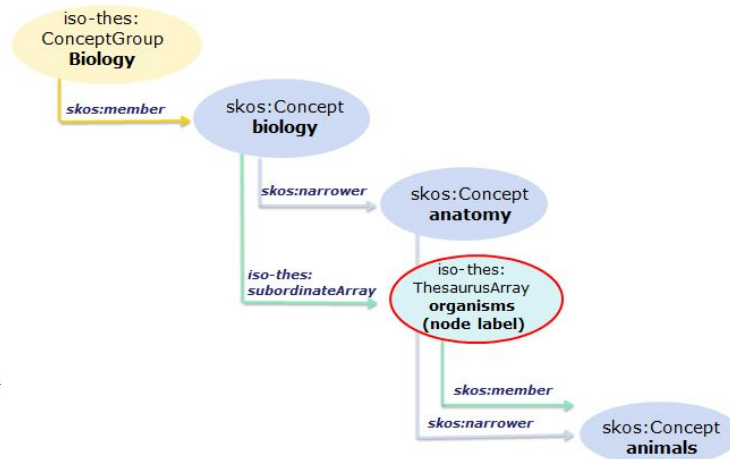 iso-thes:
ConceptGroup
Biology
skos:member
skos:Concept
biology
skos:narrower
skos:Concept
anatomy
iso-thes:
subordinateArray
iso-thes:
ThesaurusArray
organisms
(node label)
skos:member
skos:narrower
skos:Concept
animals